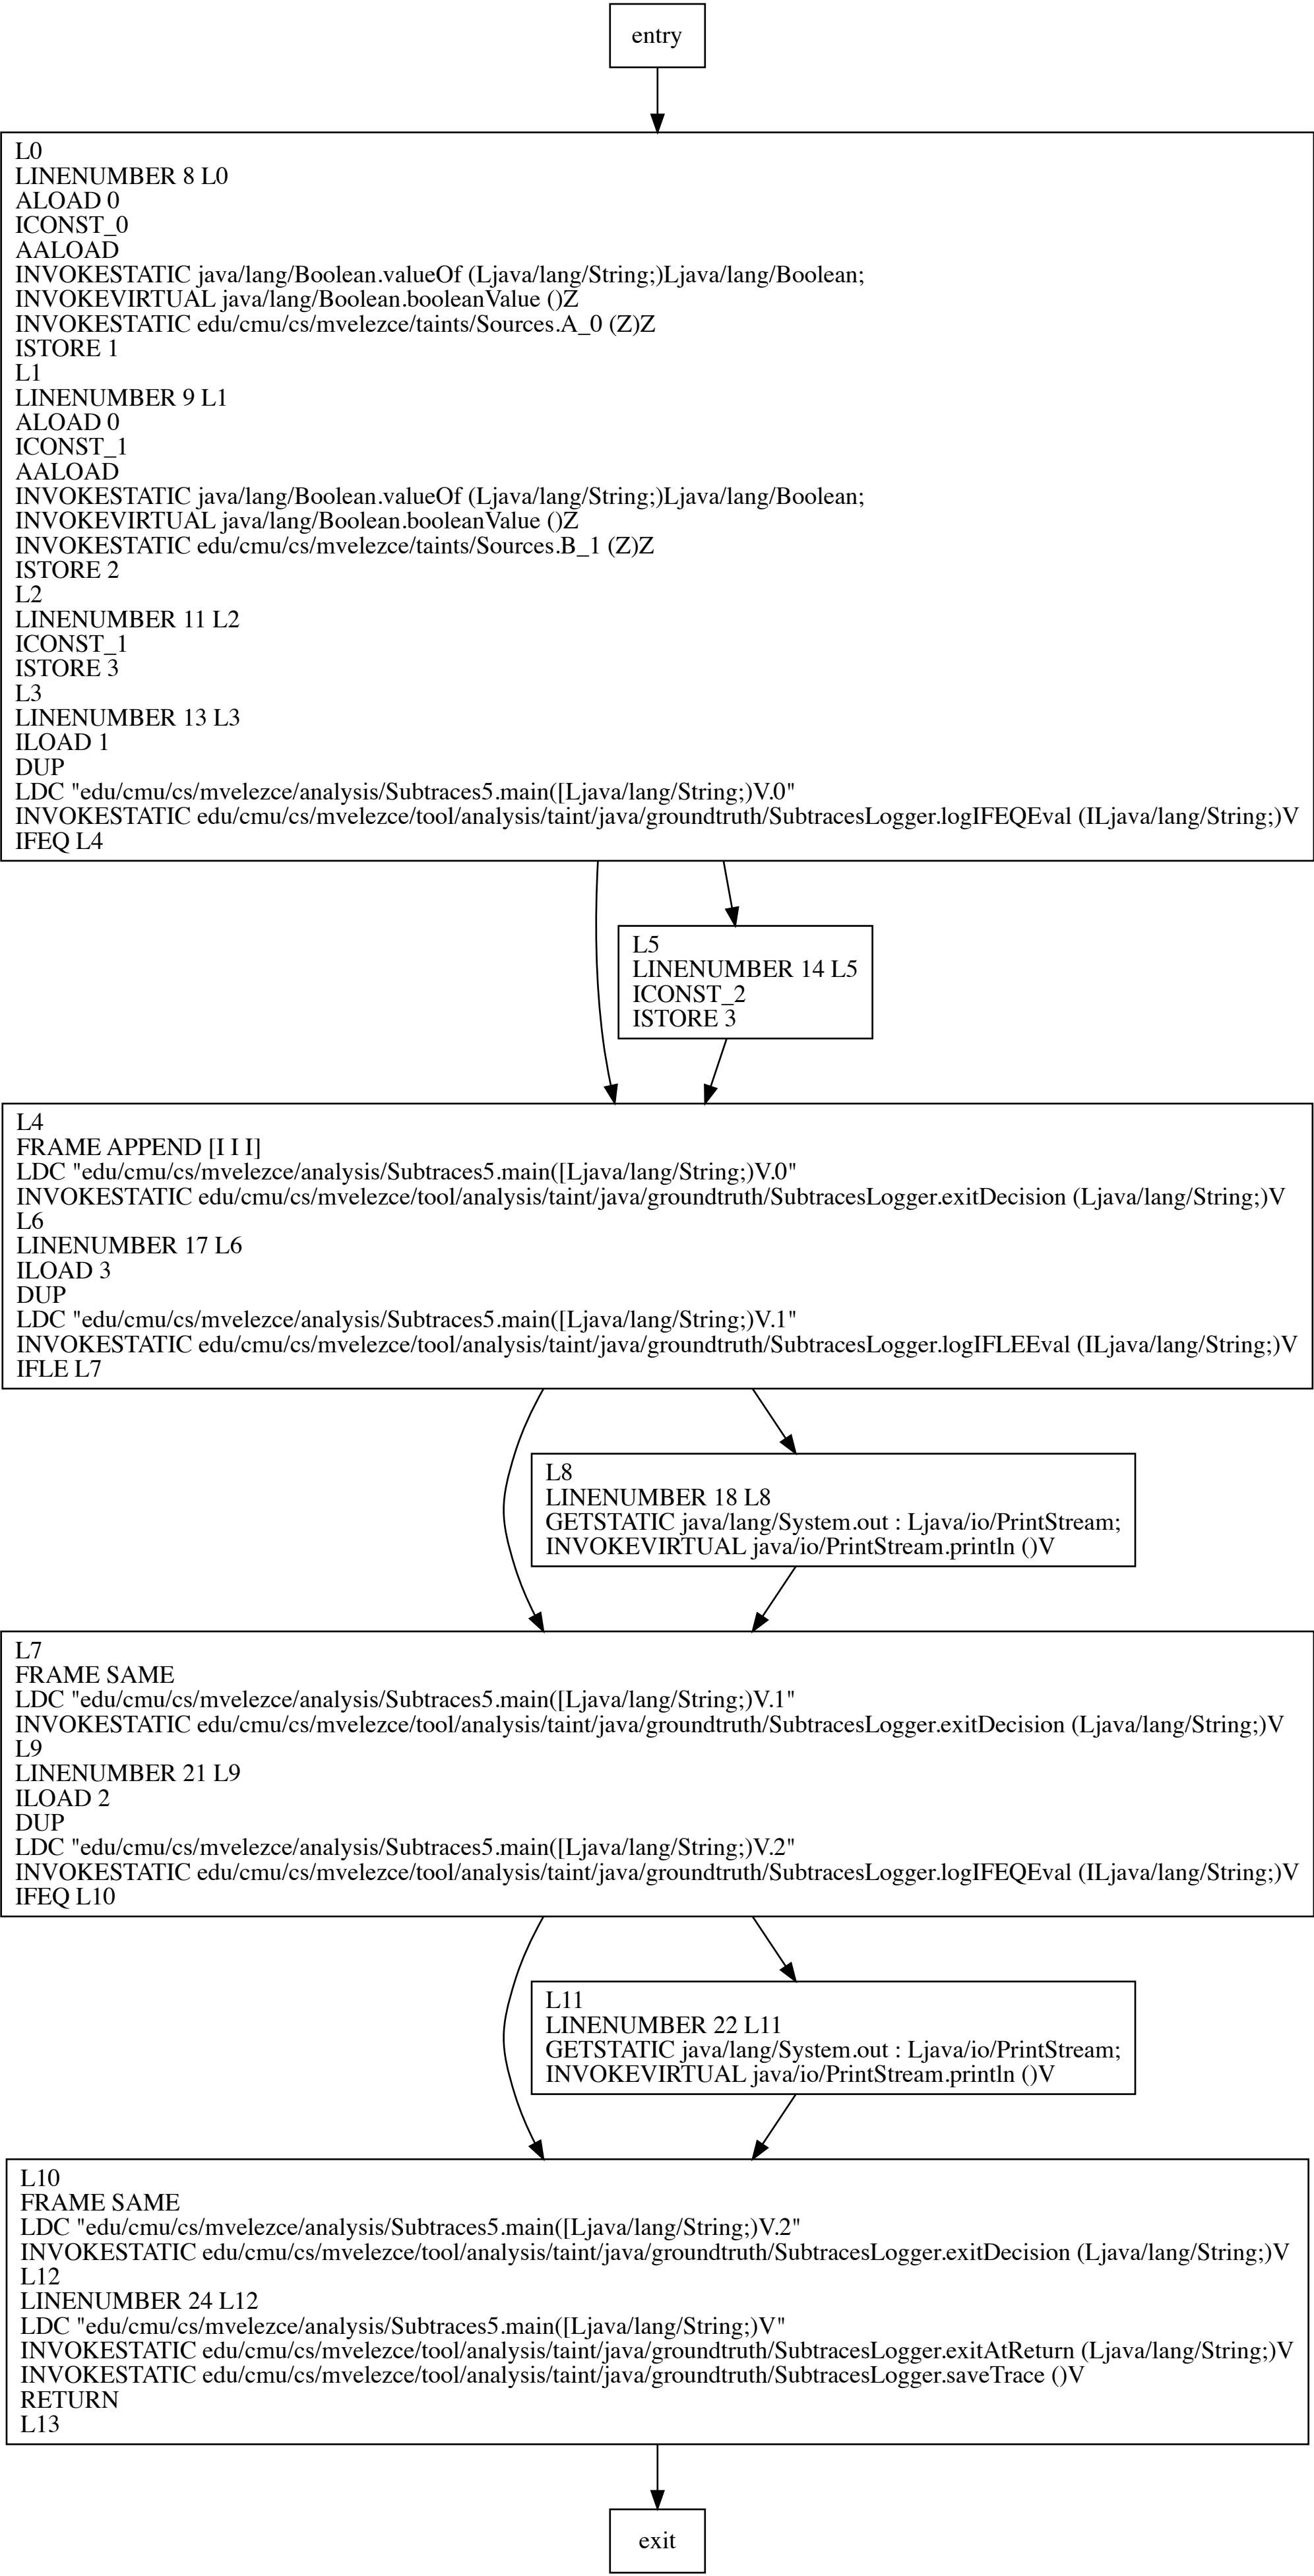 entry
L0
LINENUMBER 8 L0
ALOAD 0
ICONST_0
AALOAD
INVOKESTATIC java/lang/Boolean.valueOf (Ljava/lang/String;)Ljava/lang/Boolean;
INVOKEVIRTUAL java/lang/Boolean.booleanValue ()Z
INVOKESTATIC edu/cmu/cs/mvelezce/taints/Sources.A_0 (Z)Z
ISTORE 1
L1
LINENUMBER 9 L1
ALOAD 0
ICONST_1
AALOAD
INVOKESTATIC java/lang/Boolean.valueOf (Ljava/lang/String;)Ljava/lang/Boolean;
INVOKEVIRTUAL java/lang/Boolean.booleanValue ()Z
INVOKESTATIC edu/cmu/cs/mvelezce/taints/Sources.B_1 (Z)Z
ISTORE 2
L2
LINENUMBER 11 L2
ICONST_1
ISTORE 3
L3
LINENUMBER 13 L3
ILOAD 1
DUP
LDC "edu/cmu/cs/mvelezce/analysis/Subtraces5.main([Ljava/lang/String;)V.0"
INVOKESTATIC edu/cmu/cs/mvelezce/tool/analysis/taint/java/groundtruth/SubtracesLogger.logIFEQEval (ILjava/lang/String;)V
IFEQ L4
L5
LINENUMBER 14 L5
ICONST_2
ISTORE 3
L4
FRAME APPEND [I I I]
LDC "edu/cmu/cs/mvelezce/analysis/Subtraces5.main([Ljava/lang/String;)V.0"
INVOKESTATIC edu/cmu/cs/mvelezce/tool/analysis/taint/java/groundtruth/SubtracesLogger.exitDecision (Ljava/lang/String;)V
L6
LINENUMBER 17 L6
ILOAD 3
DUP
LDC "edu/cmu/cs/mvelezce/analysis/Subtraces5.main([Ljava/lang/String;)V.1"
INVOKESTATIC edu/cmu/cs/mvelezce/tool/analysis/taint/java/groundtruth/SubtracesLogger.logIFLEEval (ILjava/lang/String;)V
IFLE L7
L8
LINENUMBER 18 L8
GETSTATIC java/lang/System.out : Ljava/io/PrintStream;
INVOKEVIRTUAL java/io/PrintStream.println ()V
L7
FRAME SAME
LDC "edu/cmu/cs/mvelezce/analysis/Subtraces5.main([Ljava/lang/String;)V.1"
INVOKESTATIC edu/cmu/cs/mvelezce/tool/analysis/taint/java/groundtruth/SubtracesLogger.exitDecision (Ljava/lang/String;)V
L9
LINENUMBER 21 L9
ILOAD 2
DUP
LDC "edu/cmu/cs/mvelezce/analysis/Subtraces5.main([Ljava/lang/String;)V.2"
INVOKESTATIC edu/cmu/cs/mvelezce/tool/analysis/taint/java/groundtruth/SubtracesLogger.logIFEQEval (ILjava/lang/String;)V
IFEQ L10
L11
LINENUMBER 22 L11
GETSTATIC java/lang/System.out : Ljava/io/PrintStream;
INVOKEVIRTUAL java/io/PrintStream.println ()V
L10
FRAME SAME
LDC "edu/cmu/cs/mvelezce/analysis/Subtraces5.main([Ljava/lang/String;)V.2"
INVOKESTATIC edu/cmu/cs/mvelezce/tool/analysis/taint/java/groundtruth/SubtracesLogger.exitDecision (Ljava/lang/String;)V
L12
LINENUMBER 24 L12
LDC "edu/cmu/cs/mvelezce/analysis/Subtraces5.main([Ljava/lang/String;)V"
INVOKESTATIC edu/cmu/cs/mvelezce/tool/analysis/taint/java/groundtruth/SubtracesLogger.exitAtReturn (Ljava/lang/String;)V
INVOKESTATIC edu/cmu/cs/mvelezce/tool/analysis/taint/java/groundtruth/SubtracesLogger.saveTrace ()V
RETURN
L13
exit